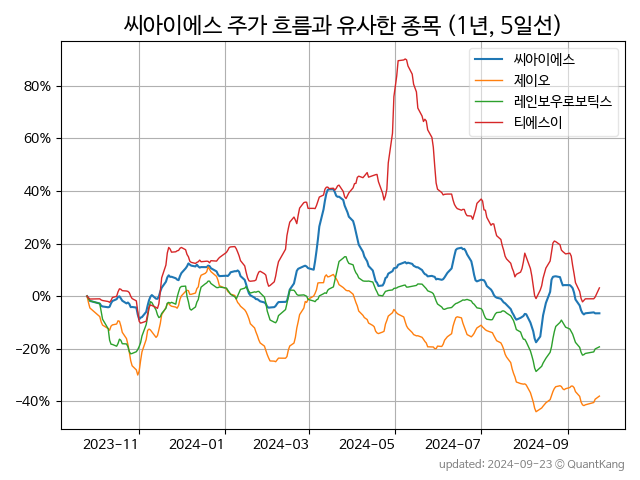 씨아이에스 주가 흐름과 유사한 종목 (1년, 5일선)
씨아이에스
제이오
레인보우로보틱스
티에스이
80%
60%
40%
20%
0%
−20%
−40%
2023-11 2024-01 2024-03 2024-05 2024-07 2024-09
updated: 2024-09-23 ⓒ QuantKang